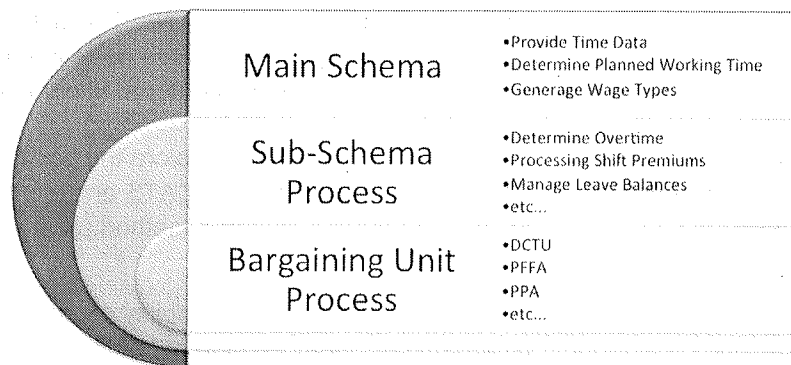 Main Schema
•Provide Time Data
•Determine Planned Working Time
•Generage Wage Types
Sub-Schema
Process
•Determine Overtime
•Processing Shift Premiums
•Manage Leave Balances
•etc...
Bargaining Unit
Process
•DCTU
•PFFA
•PPA
•etc...